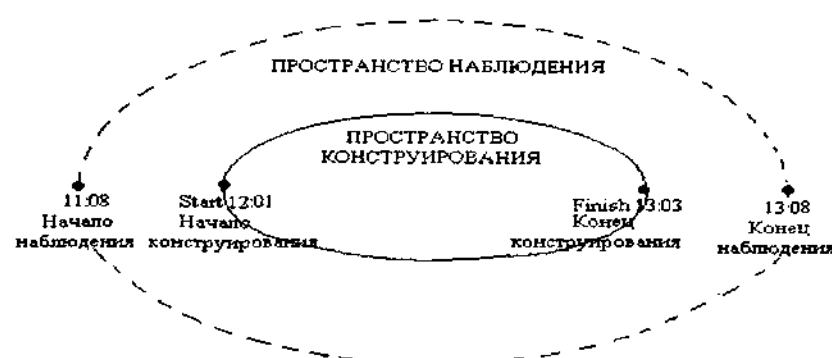 ПРОСТРАНСТВО НАБЛЮДЕНИЯ
ПРОСТРАНСТВО
КОНСТРУИРОВАНИЯ
11:08
Начало
наблюдения
Start 12:01
Начало
конструирования
Finish 13:03
Конец
конструирования
13:08
Конец
наблюдения